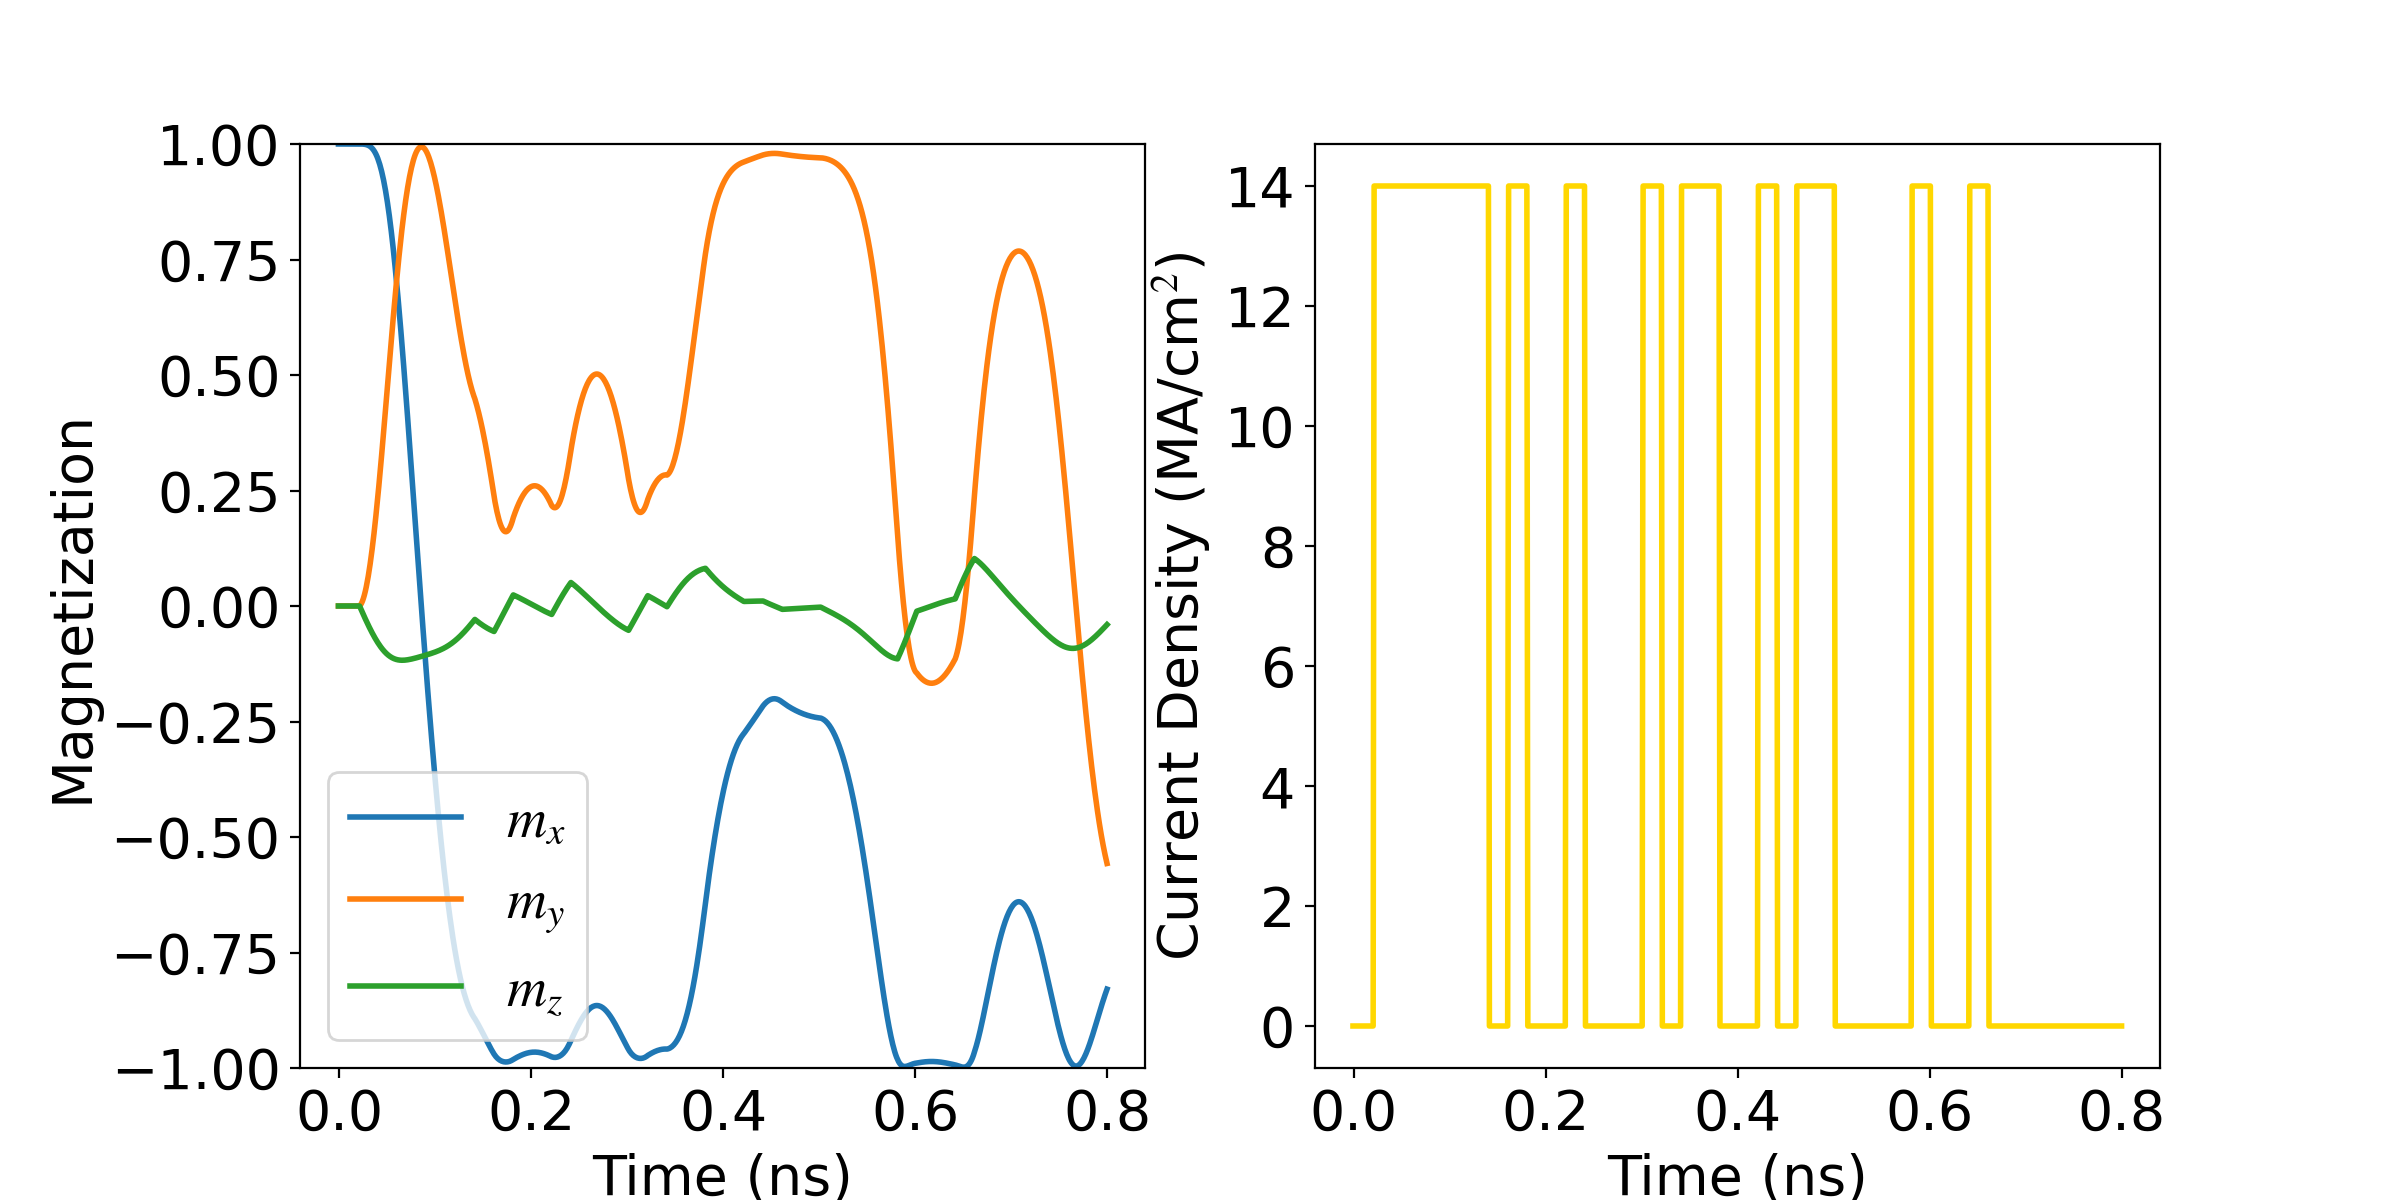 Magnetization
1.00
0.75
0.50
0.25
0.00
−0.25
−0.50
−0.75
−1.00
m_x
m_y
m_z
0.0 0.2 0.4 0.6 0.8
Time (ns)
Current Density (MA/cm²)
14
12
10
8
6
4
2
0
0.0 0.2 0.4 0.6 0.8
Time (ns)